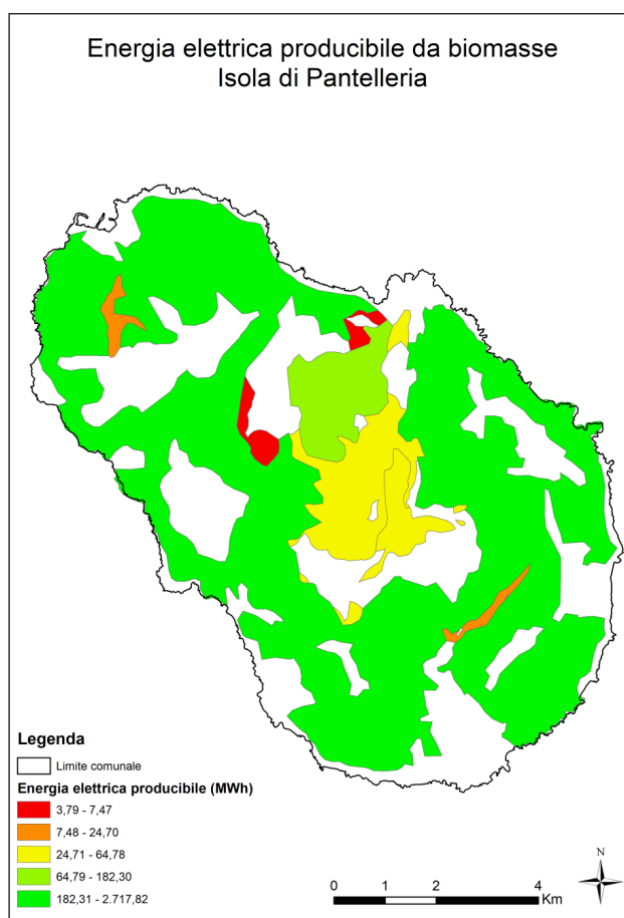 Energia elettrica producibile da biomasse
Isola di Pantelleria
Legenda
Limite comunale
Energia elettrica producibile (MWh)
3,79 - 7,47
7,48 - 24,70
24,71 - 64,78
64,79 - 182,30
182,31 - 2.717,82
N
0 1 2 4
Km